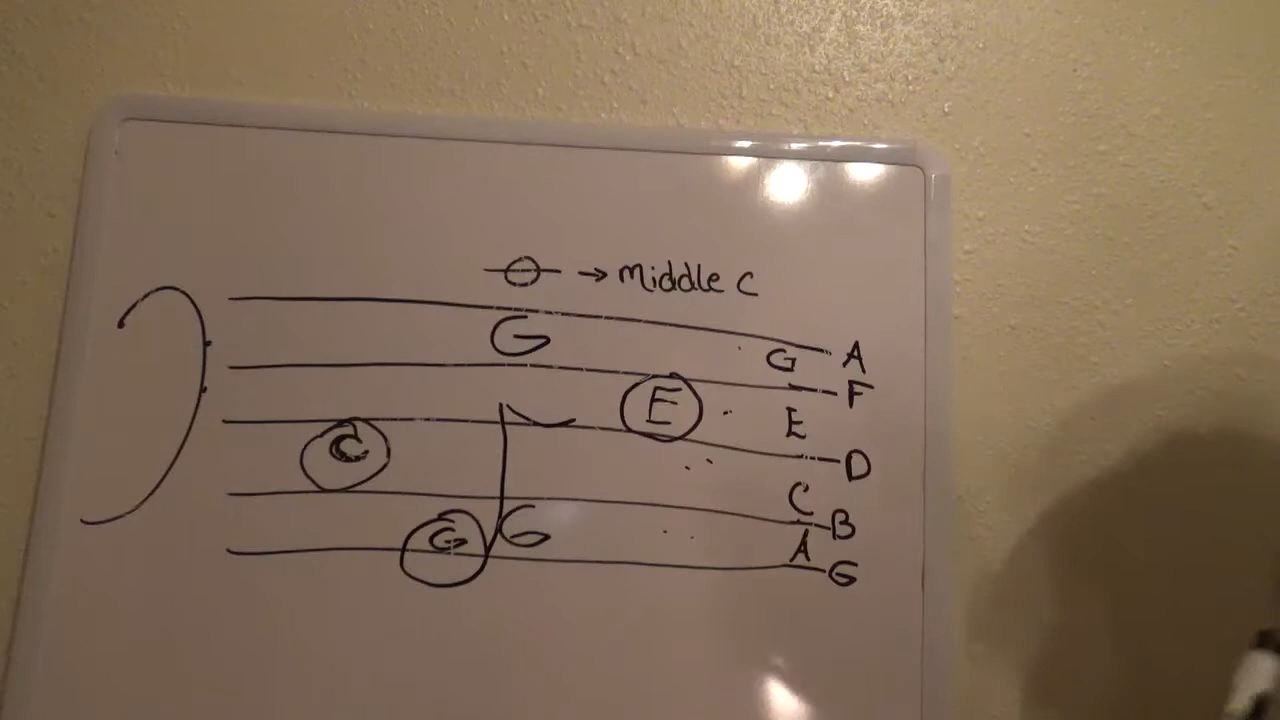 → Middle C
G G A
F
E E
C D
C B
G G A G